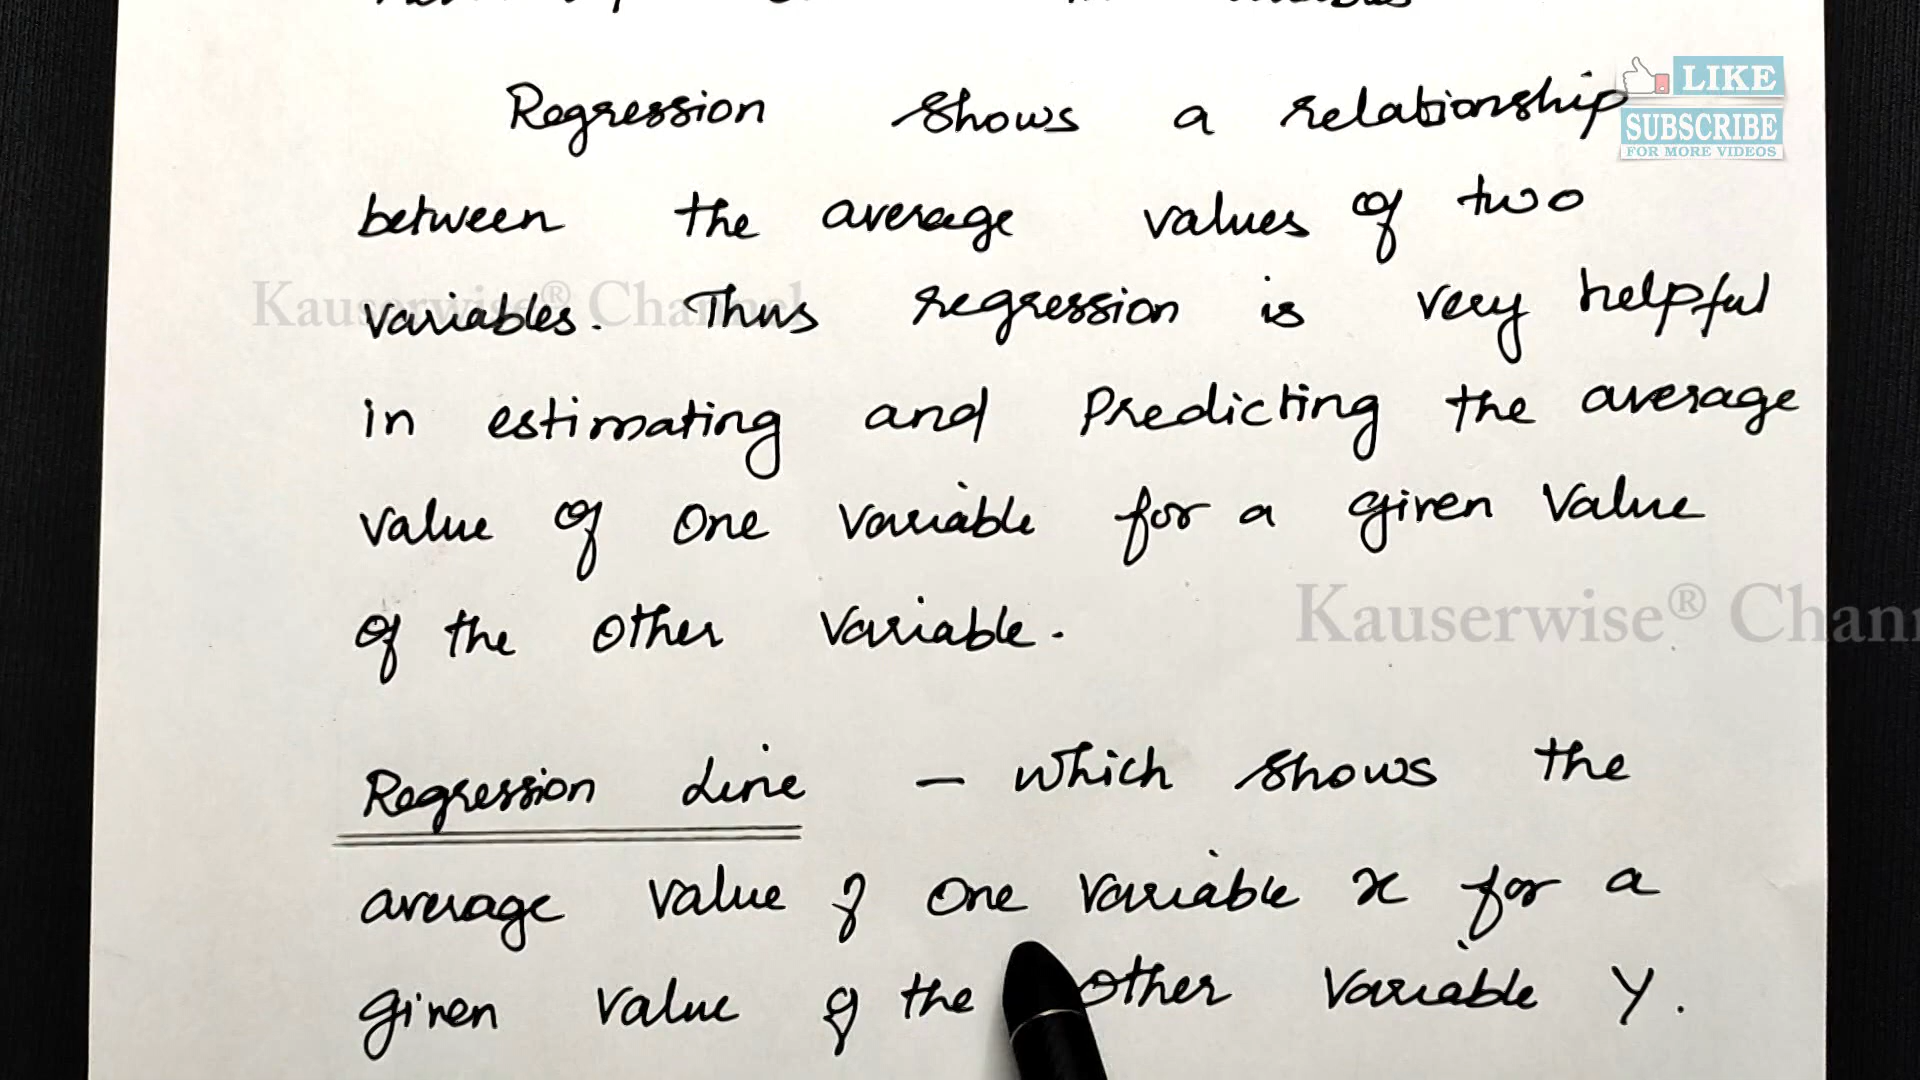 Regression shows a relationship
between the average values of two
variables. Thus regression is very helpful
in estimating and Predicting the average
value of one variable for a given value
of the other variable.
Regression Line - which shows the
average value of one variable x for a
given value of the other variable Y.
LIKE
SUBSCRIBE
FOR MORE VIDEOS
Kauserwise® Channel
Kauserwise® Chann